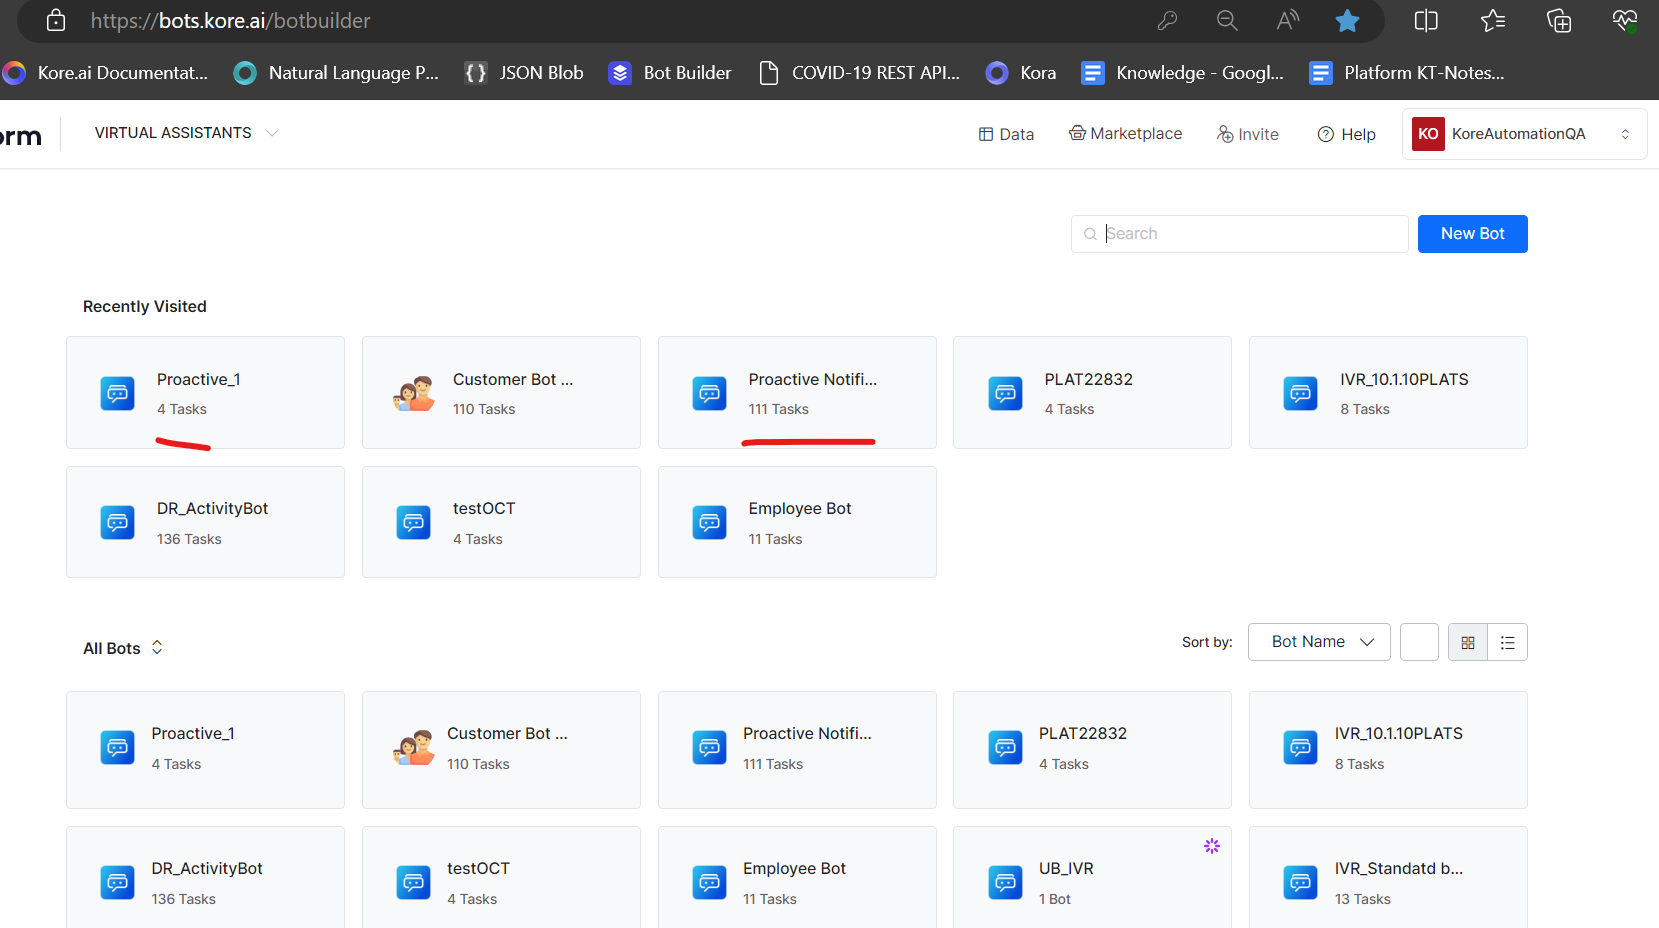 https://bots.kore.ai/botbuilder
Kore.ai Documentat... Natural Language P... JSON Blob Bot Builder COVID-19 REST API... Kora Knowledge - Googl... Platform KT-Notes...
orm VIRTUAL ASSISTANTS Data Marketplace Invite Help KO KoreAutomationQA
Search New Bot
Recently Visited
Proactive_1 Customer Bot ... Proactive Notifi... PLAT22832 IVR_10.1.10PLATS
4 Tasks 110 Tasks 111 Tasks 4 Tasks 8 Tasks
DR_ActivityBot testOCT Employee Bot
136 Tasks 4 Tasks 11 Tasks
All Bots Sort by: Bot Name
Proactive_1 Customer Bot ... Proactive Notifi... PLAT22832 IVR_10.1.10PLATS
4 Tasks 110 Tasks 111 Tasks 4 Tasks 8 Tasks
DR_ActivityBot testOCT Employee Bot UB_IVR IVR_Standatd b...
136 Tasks 4 Tasks 11 Tasks 1 Bot 13 Tasks